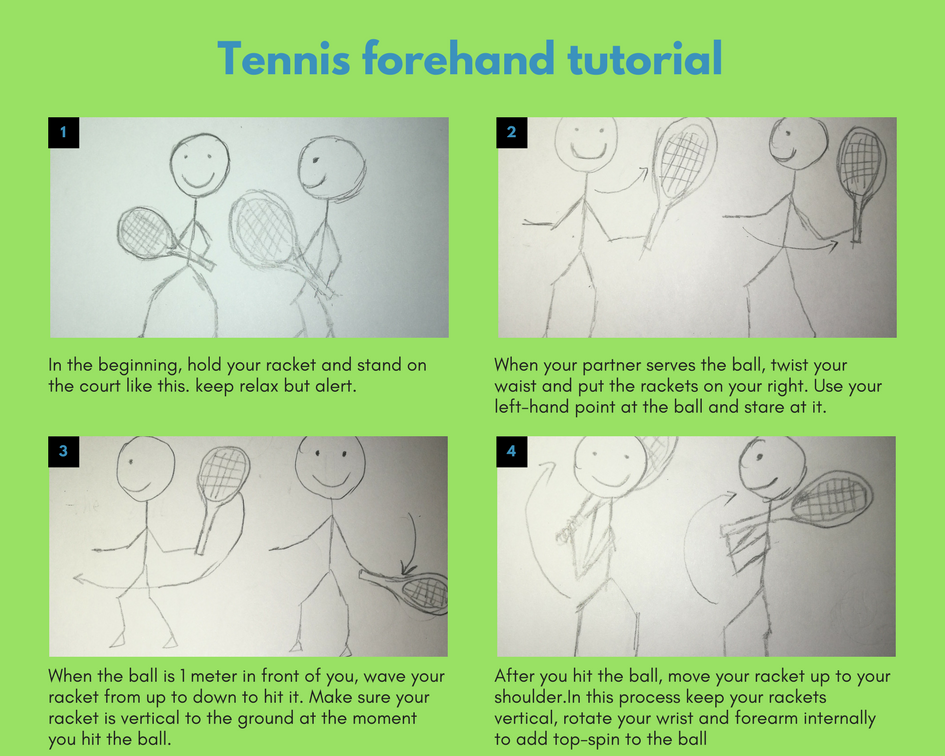 Tennis forehand tutorial
1
2
In the beginning, hold your racket and stand on
the court like this. keep relax but alert.
When your partner serves the ball, twist your
waist and put the rackets on your right. Use your
left-hand point at the ball and stare at it.
3
4
When the ball is 1 meter in front of you, wave your
racket from up to down to hit it. Make sure your
racket is vertical to the ground at the moment
you hit the ball.
After you hit the ball, move your racket up to your
shoulder.In this process keep your rackets
vertical, rotate your wrist and forearm internally
to add top-spin to the ball